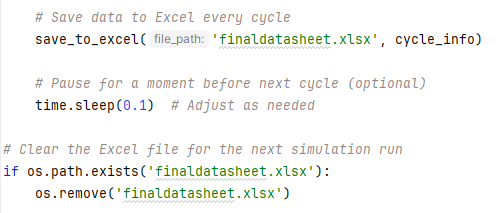 # Save data to Excel every cycle
save_to_excel( file_path: 'finaldatasheet.xlsx', cycle_info)
# Pause for a moment before next cycle (optional)
time.sleep(0.1)  # Adjust as needed
# Clear the Excel file for the next simulation run
if os.path.exists('finaldatasheet.xlsx'):
os.remove('finaldatasheet.xlsx')